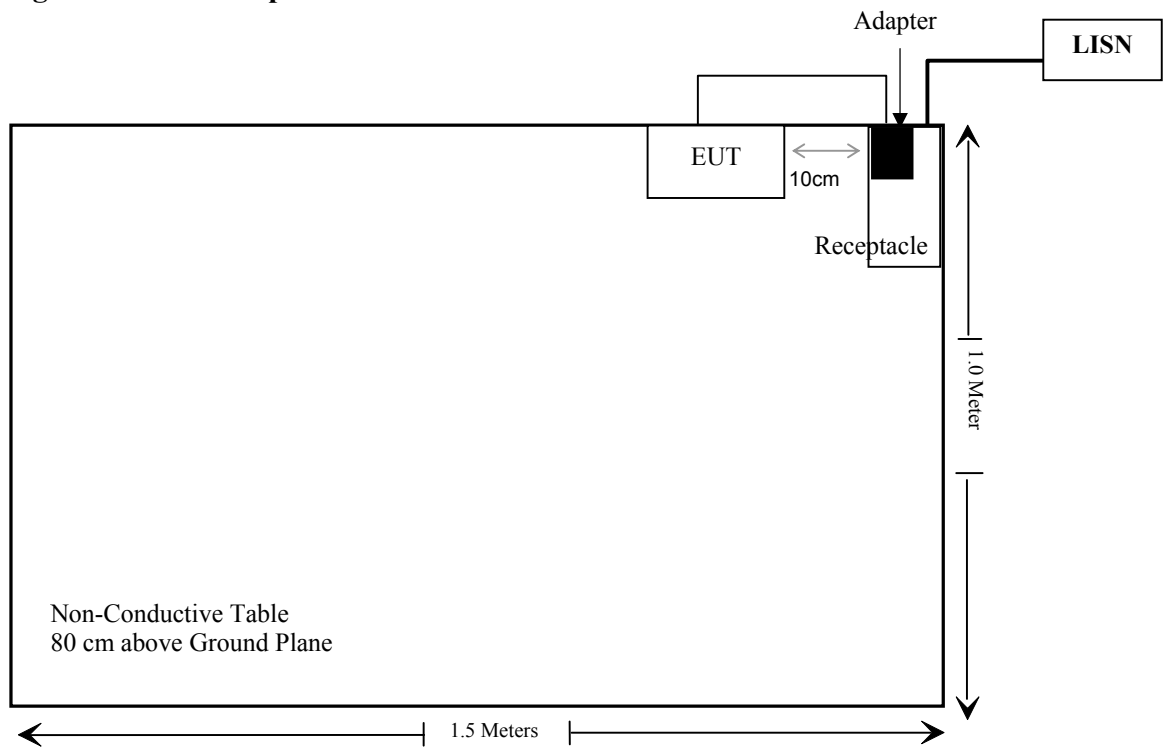 Adapter
LISN
EUT
10cm
Receptacle
1.0 Meter
Non-Conductive Table
80 cm above Ground Plane
1.5 Meters